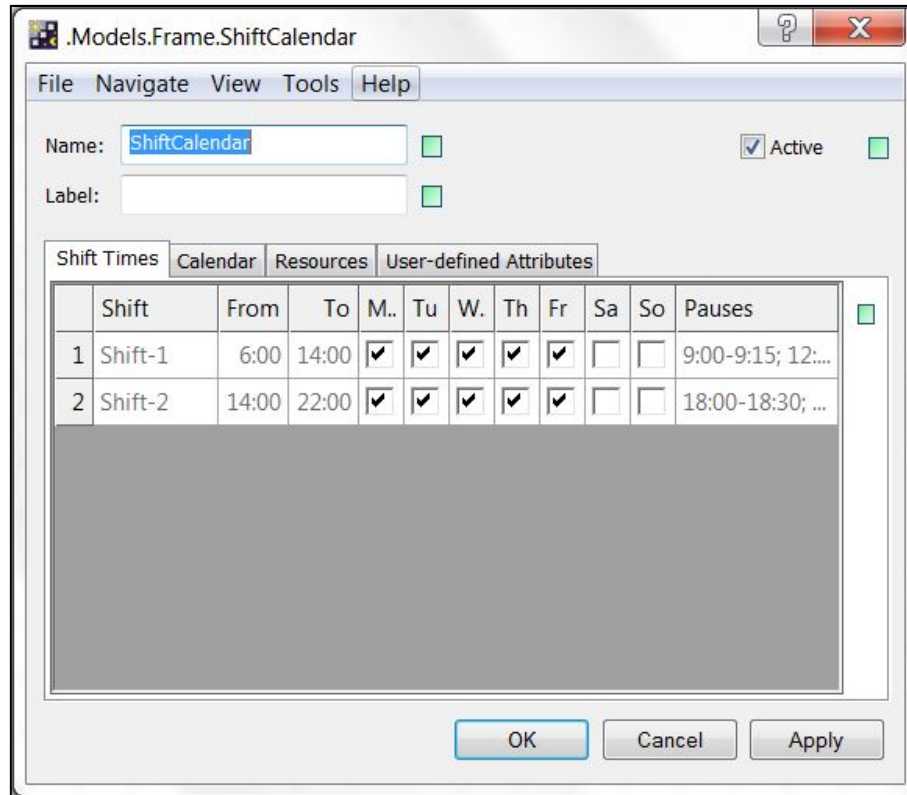 .Models.Frame.ShiftCalendar
File Navigate View Tools Help
Name: ShiftCalendar Active
Label:
Shift Times Calendar Resources User-defined Attributes
Shift From To M.. Tu W. Th Fr Sa So Pauses
1 Shift-1 6:00 14:00 9:00-9:15; 12:...
2 Shift-2 14:00 22:00 18:00-18:30; ...
OK Cancel Apply